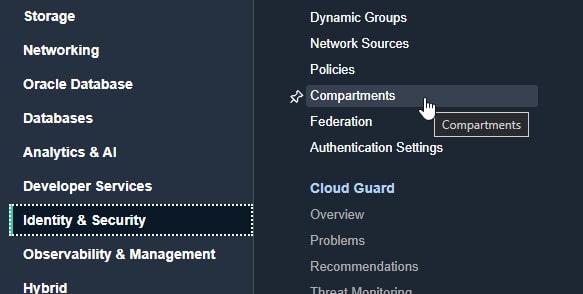 Storage
Networking
Oracle Database
Databases
Analytics & AI
Developer Services
Identity & Security
Observability & Management
Hybrid
Dynamic Groups
Network Sources
Policies
Compartments
Compartments
Federation
Authentication Settings
Cloud Guard
Overview
Problems
Recommendations
Threat Monitoring